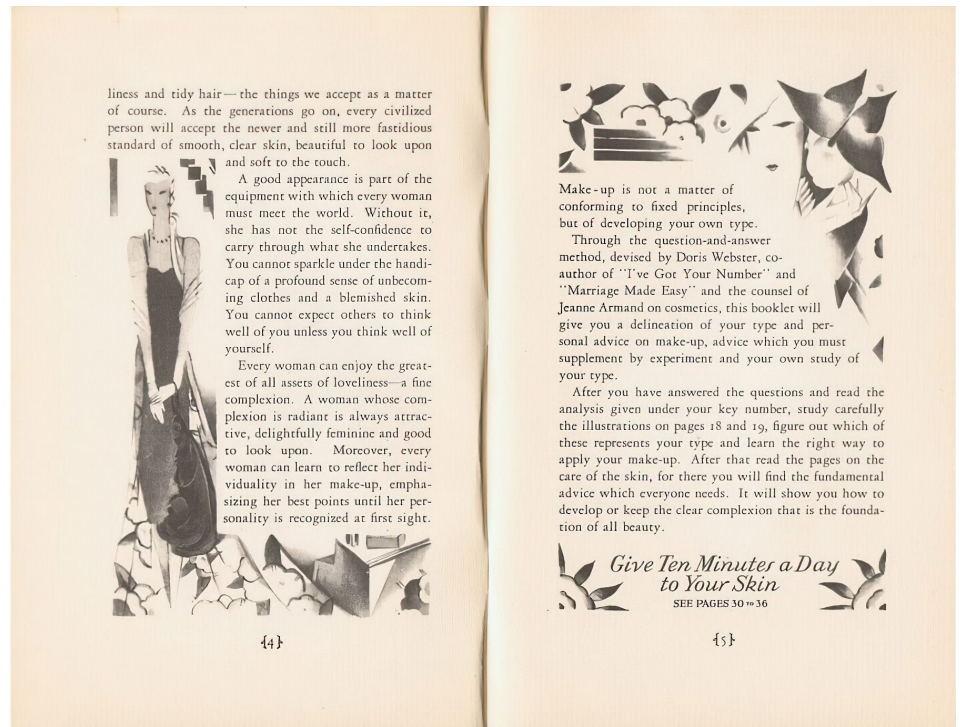 liness and tidy hair—the things we accept as a matter
of course. As the generations go on, every civilized
person will accept the newer and still more fastidious
standard of smooth, clear skin, beautiful to look upon
and soft to the touch.
A good appearance is part of the
equipment with which every woman
must meet the world. Without it,
she has not the self-confidence to
carry through what she undertakes.
You cannot sparkle under the handi-
cap of a profound sense of unbecom-
ing clothes and a blemished skin.
You cannot expect others to think
well of you unless you think well of
yourself.
Every woman can enjoy the great-
est of all assets of loveliness—a fine
complexion. A woman whose com-
plexion is radiant is always attrac-
tive, delightfully feminine and good
to look upon. Moreover, every
woman can learn to reflect her indi-
viduality in her make-up, empha-
sizing her best points until her per-
sonality is recognized at first sight.
{4}
Make-up is not a matter of
conforming to fixed principles,
but of developing your own type.
Through the question-and-answer
method, devised by Doris Webster, co-
author of "I've Got Your Number" and
"Marriage Made Easy" and the counsel of
Jeanne Armand on cosmetics, this booklet will
give you a delineation of your type and per-
sonal advice on make-up, advice which you must
supplement by experiment and your own study of
your type.
After you have answered the questions and read the
analysis given under your key number, study carefully
the illustrations on pages 18 and 19, figure out which of
these represents your type and learn the right way to
apply your make-up. After that read the pages on the
care of the skin, for there you will find the fundamental
advice which everyone needs. It will show you how to
develop or keep the clear complexion that is the founda-
tion of all beauty.
Give Ten Minutes a Day
to Your Skin
SEE PAGES 30 TO 36
{5}